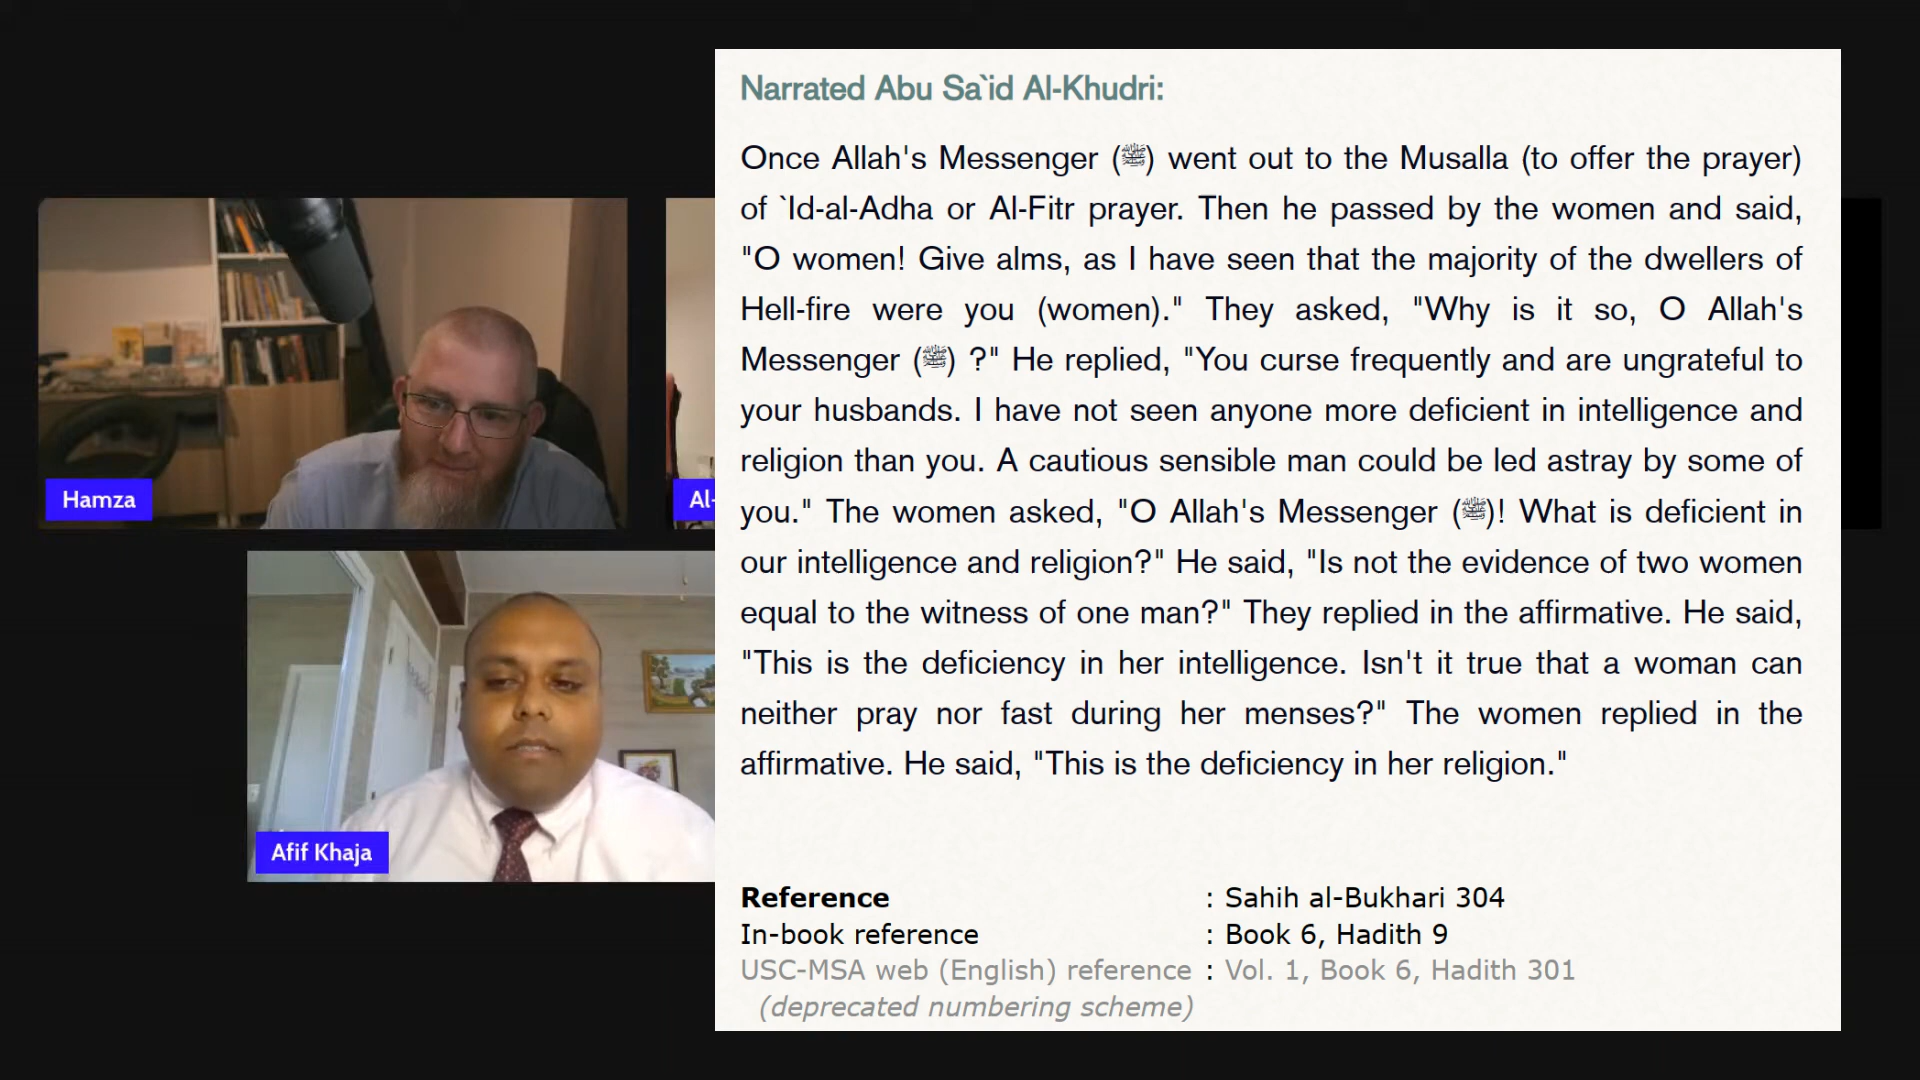 Narrated Abu Sa`id Al-Khudri:
Once Allah's Messenger (ﷺ) went out to the Musalla (to offer the prayer)
of `Id-al-Adha or Al-Fitr prayer. Then he passed by the women and said,
"O women! Give alms, as I have seen that the majority of the dwellers of
Hell-fire were you (women)." They asked, "Why is it so, O Allah's
Messenger (ﷺ) ?" He replied, "You curse frequently and are ungrateful to
your husbands. I have not seen anyone more deficient in intelligence and
religion than you. A cautious sensible man could be led astray by some of
you." The women asked, "O Allah's Messenger (ﷺ)! What is deficient in
our intelligence and religion?" He said, "Is not the evidence of two women
equal to the witness of one man?" They replied in the affirmative. He said,
"This is the deficiency in her intelligence. Isn't it true that a woman can
neither pray nor fast during her menses?" The women replied in the
affirmative. He said, "This is the deficiency in her religion."
Reference : Sahih al-Bukhari 304
In-book reference : Book 6, Hadith 9
USC-MSA web (English) reference : Vol. 1, Book 6, Hadith 301
(deprecated numbering scheme)
Hamza
Al-
Afif Khaja